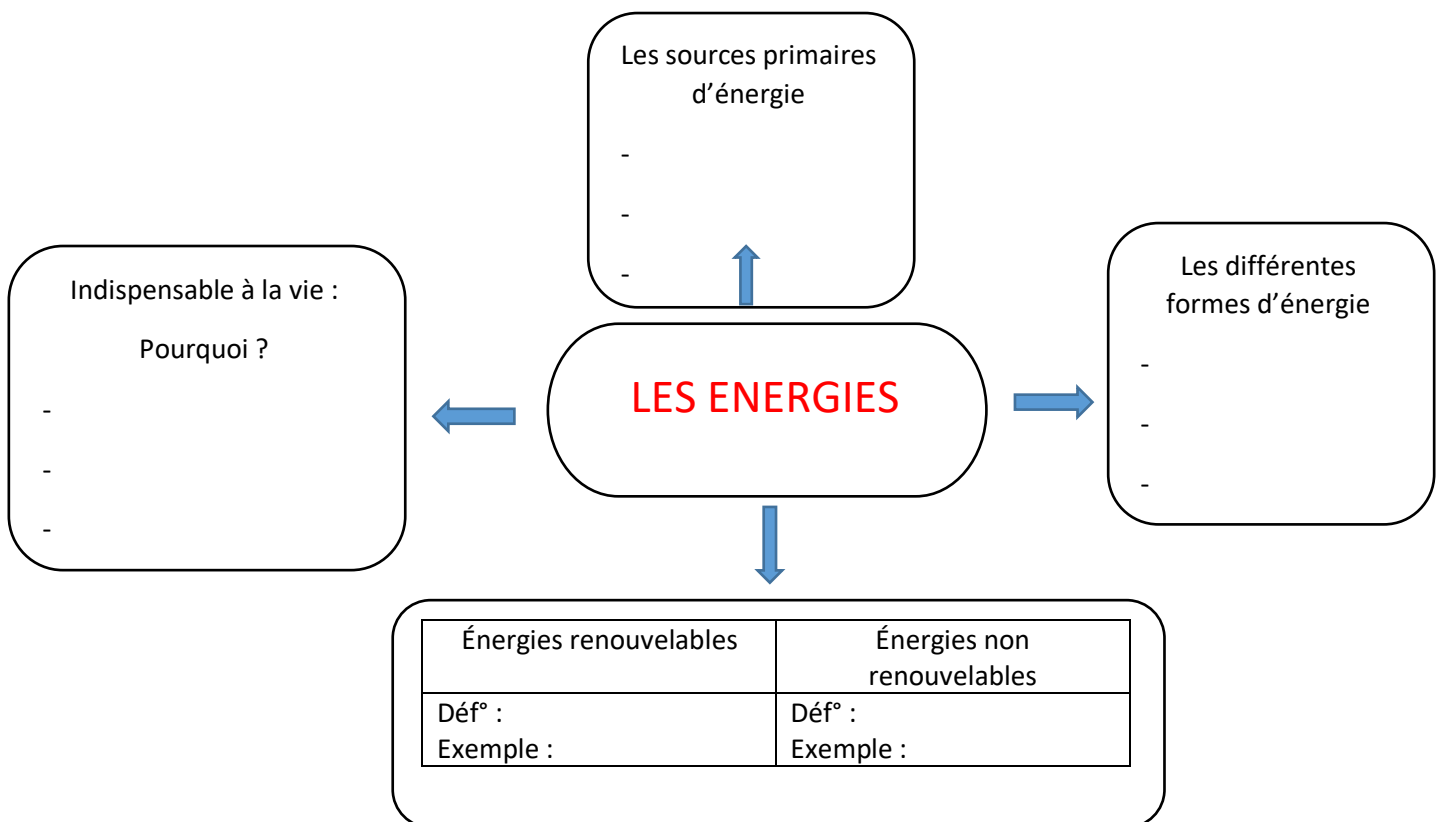 Les sources primaires
d’énergie
-
-
-
Indispensable à la vie :
Pourquoi ?
-
-
-
LES ENERGIES
Les différentes
formes d’énergie
-
-
-
Énergies renouvelables
Énergies non
renouvelables
Déf° :
Exemple :
Déf° :
Exemple :